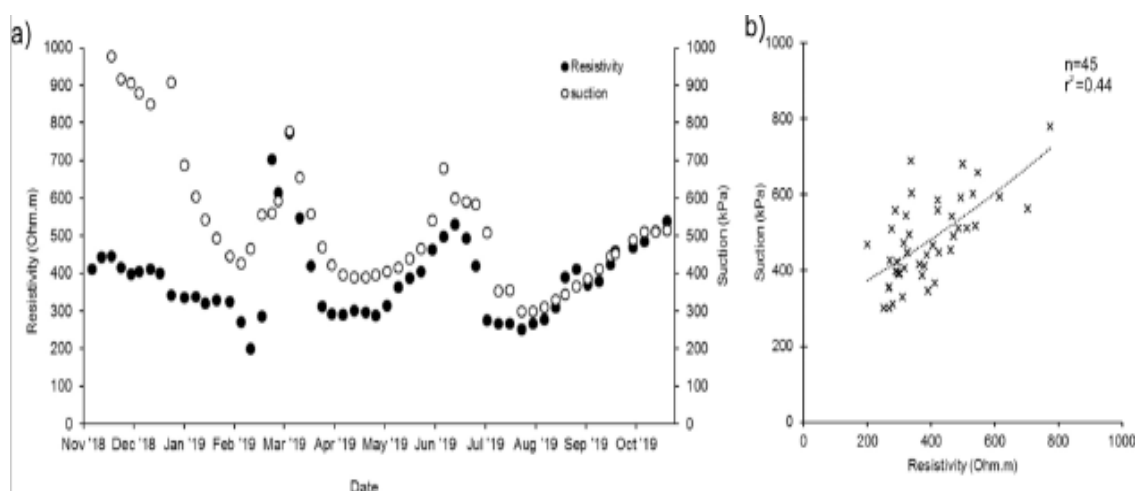 a)
1000
900
800
700
600
500
400
300
200
100
0
Resistivity (Ohm.m)
Resistivity
suction
1000
900
800
700
600
500
400
300
200
100
0
Suction (kPa)
Nov '18 Dec '18 Jan '19 Feb '19 Mar '19 Apr '19 May '19 Jun '19 Jul '19 Aug '19 Sep '19 Oct '19
Date
b)
n=45
r²=0.44
1000
800
600
400
200
0
Suction (kPa)
0 200 400 600 800 1000
Resistivity (Ohm.m)